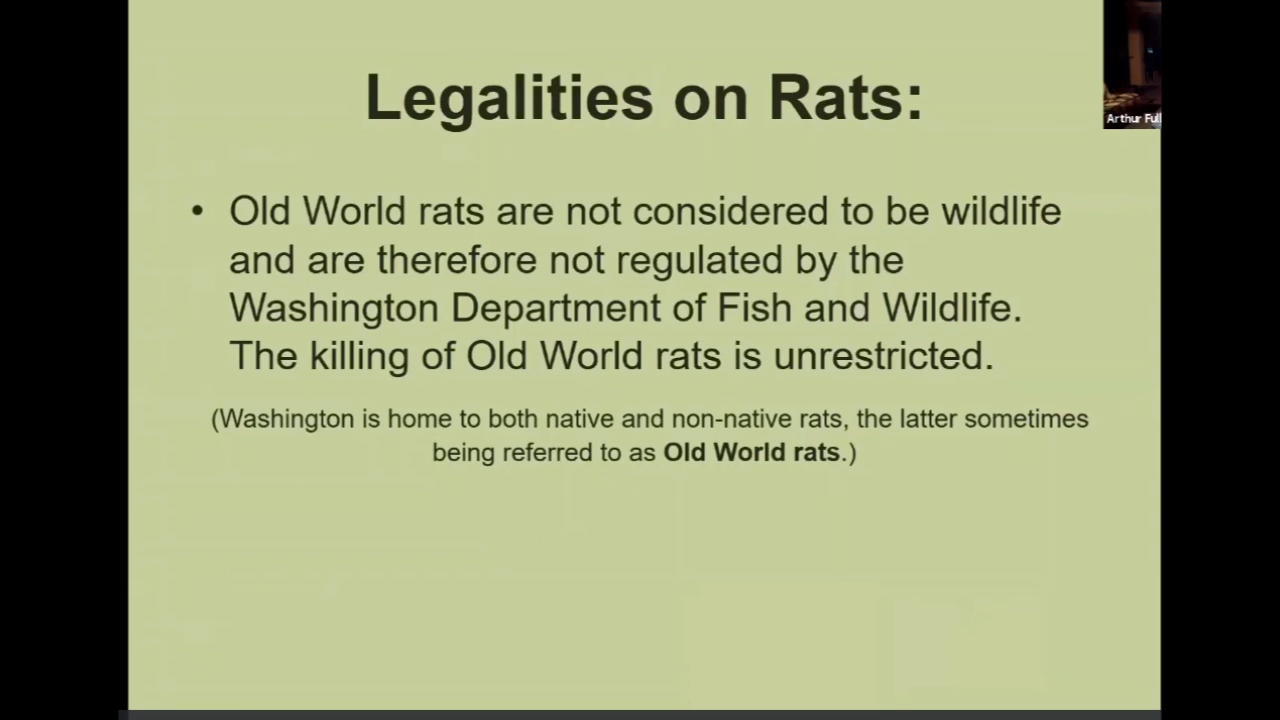 Legalities on Rats:
Arthur Ful
• Old World rats are not considered to be wildlife
and are therefore not regulated by the
Washington Department of Fish and Wildlife.
The killing of Old World rats is unrestricted.
(Washington is home to both native and non-native rats, the latter sometimes
being referred to as Old World rats.)